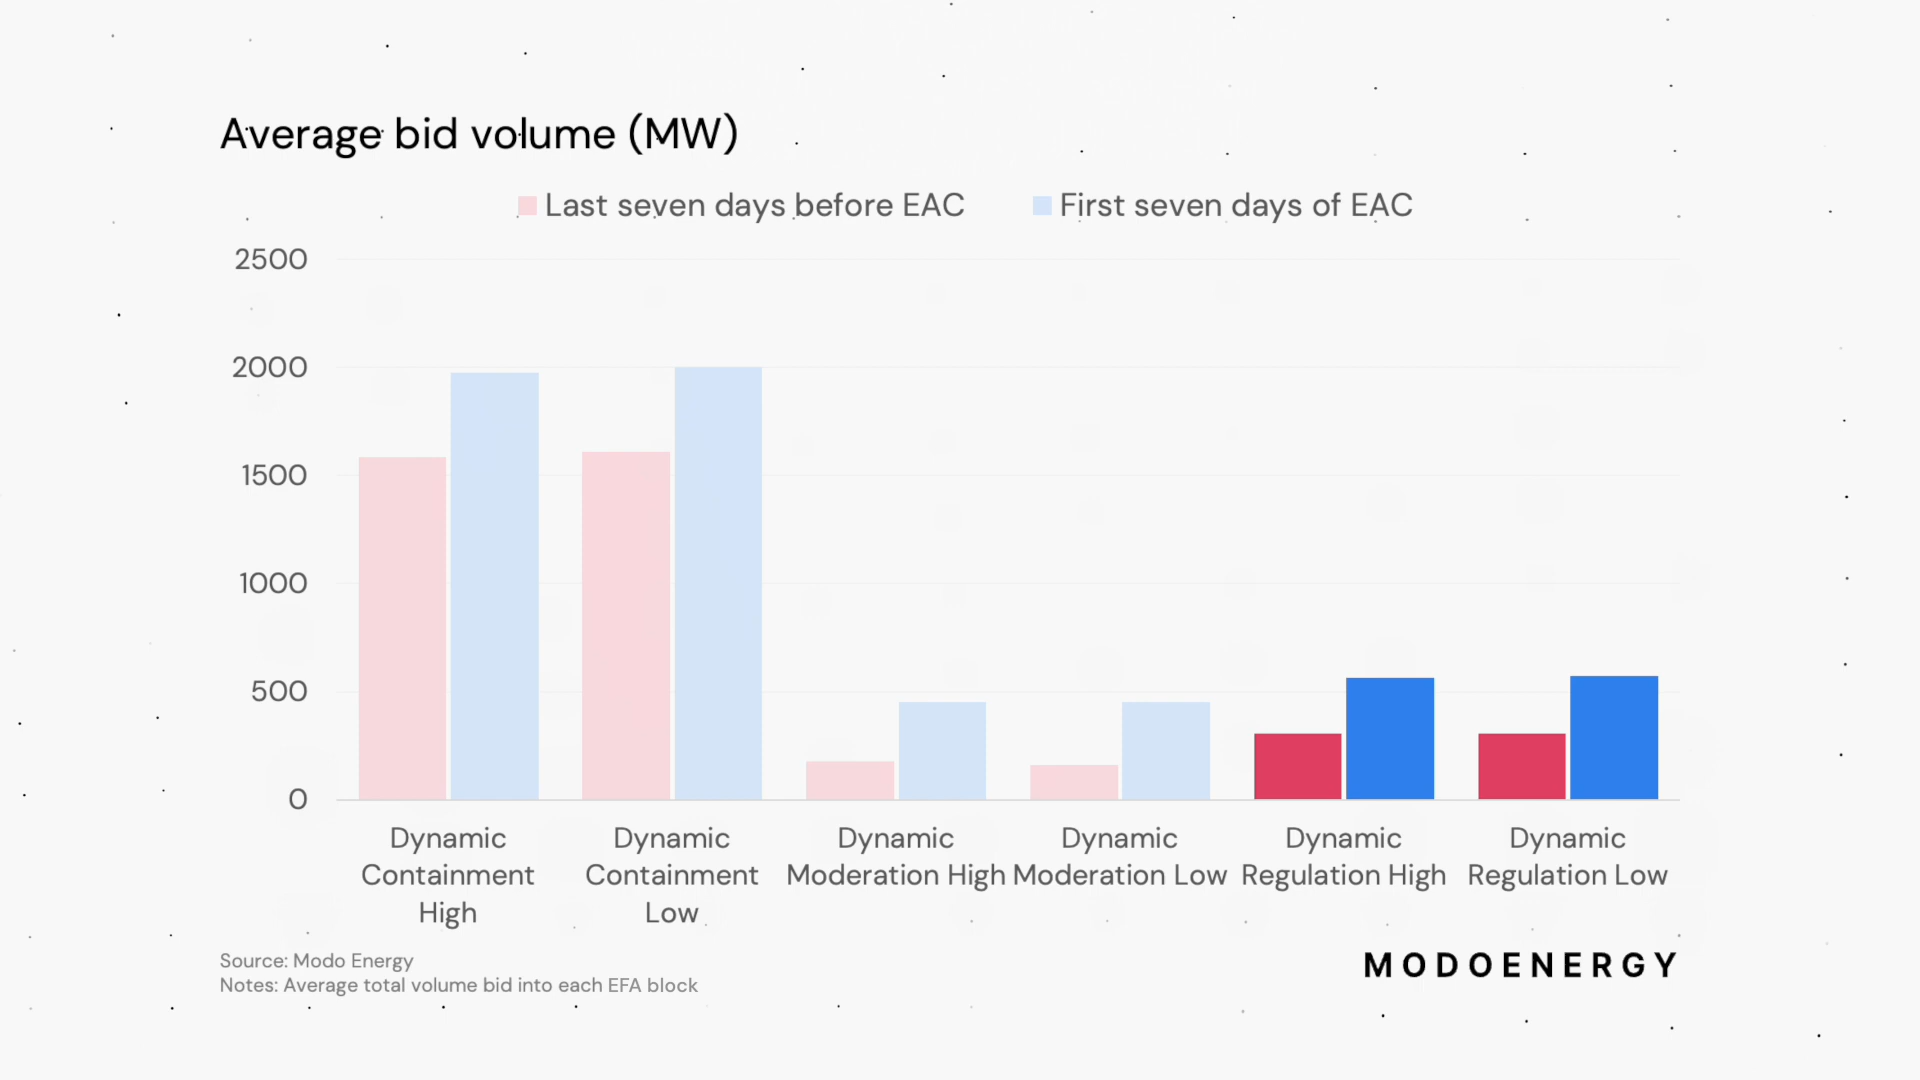 Average bid volume (MW)
Last seven days before EAC
First seven days of EAC
2500
2000
1500
1000
500
0
Dynamic
Containment
High
Dynamic
Containment
Low
Dynamic
Moderation High
Dynamic
Moderation Low
Dynamic
Regulation High
Dynamic
Regulation Low
Source: Modo Energy
Notes: Average total volume bid into each EFA block
MODOENERGY